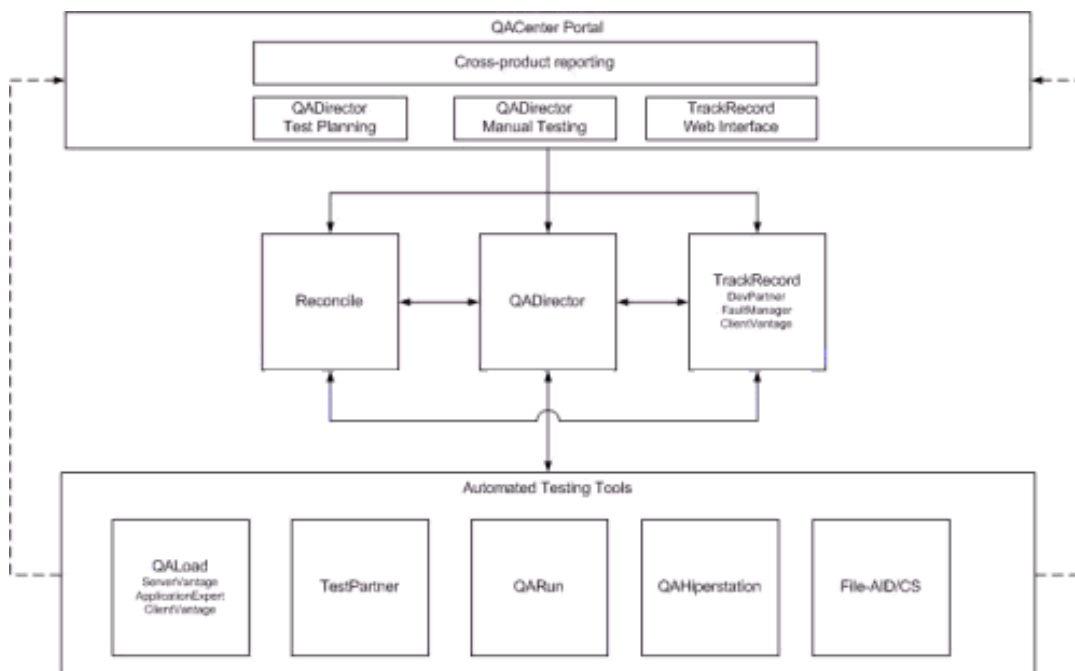 QACenter Portal
Cross-product reporting
QADirector
Test Planning
QADirector
Manual Testing
TrackRecord
Web Interface
Reconcile
QADirector
TrackRecord
DevPartner
FaultManager
ClientVantage
Automated Testing Tools
QALoad
ServerVantage
ApplicationExpert
ClientVantage
TestPartner
QARun
QAHiperstation
File-AID/CS